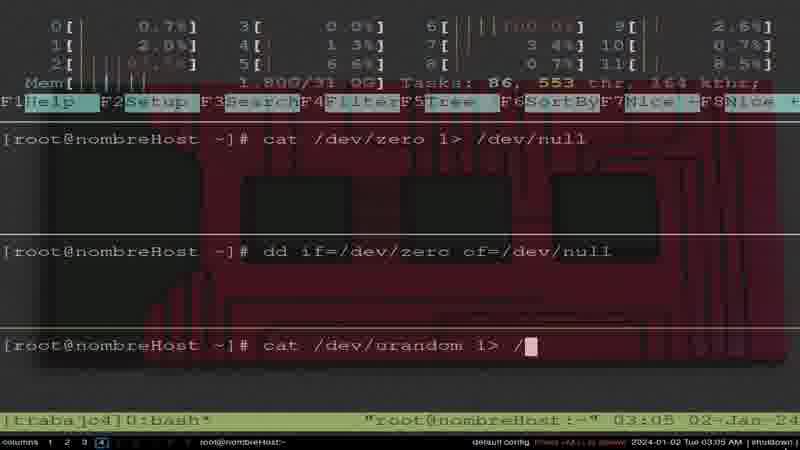 0[ 0.7%] 3[ 0.0%] 6[ 100.0%] 9[ 2.6%]
1[ 2.0%] 4[ 1.3%] 7[ 3.4%] 10[ 0.7%]
2[ ] 5[ 6.6%] 8[ 0.7%] 11[ 8.5%]
Mem[ 1.80G/31.0G] Tasks: 86, 553 thr, 164 kthr;
F1Help F2Setup F3Search F4Filter F5Tree F6SortBy F7Nice - F8Nice +
[root@nombreHost ~]# cat /dev/zero 1> /dev/null
[root@nombreHost ~]# dd if=/dev/zero of=/dev/null
[root@nombreHost ~]# cat /dev/urandom 1> /
[trabajo4]0:bash* "root@nombreHost:~" 03:05 02-Jan-24
columns 1 2 3 4 root@nombreHost:~ default config 2024-01-02 Tue 03:05 AM | shutdown |